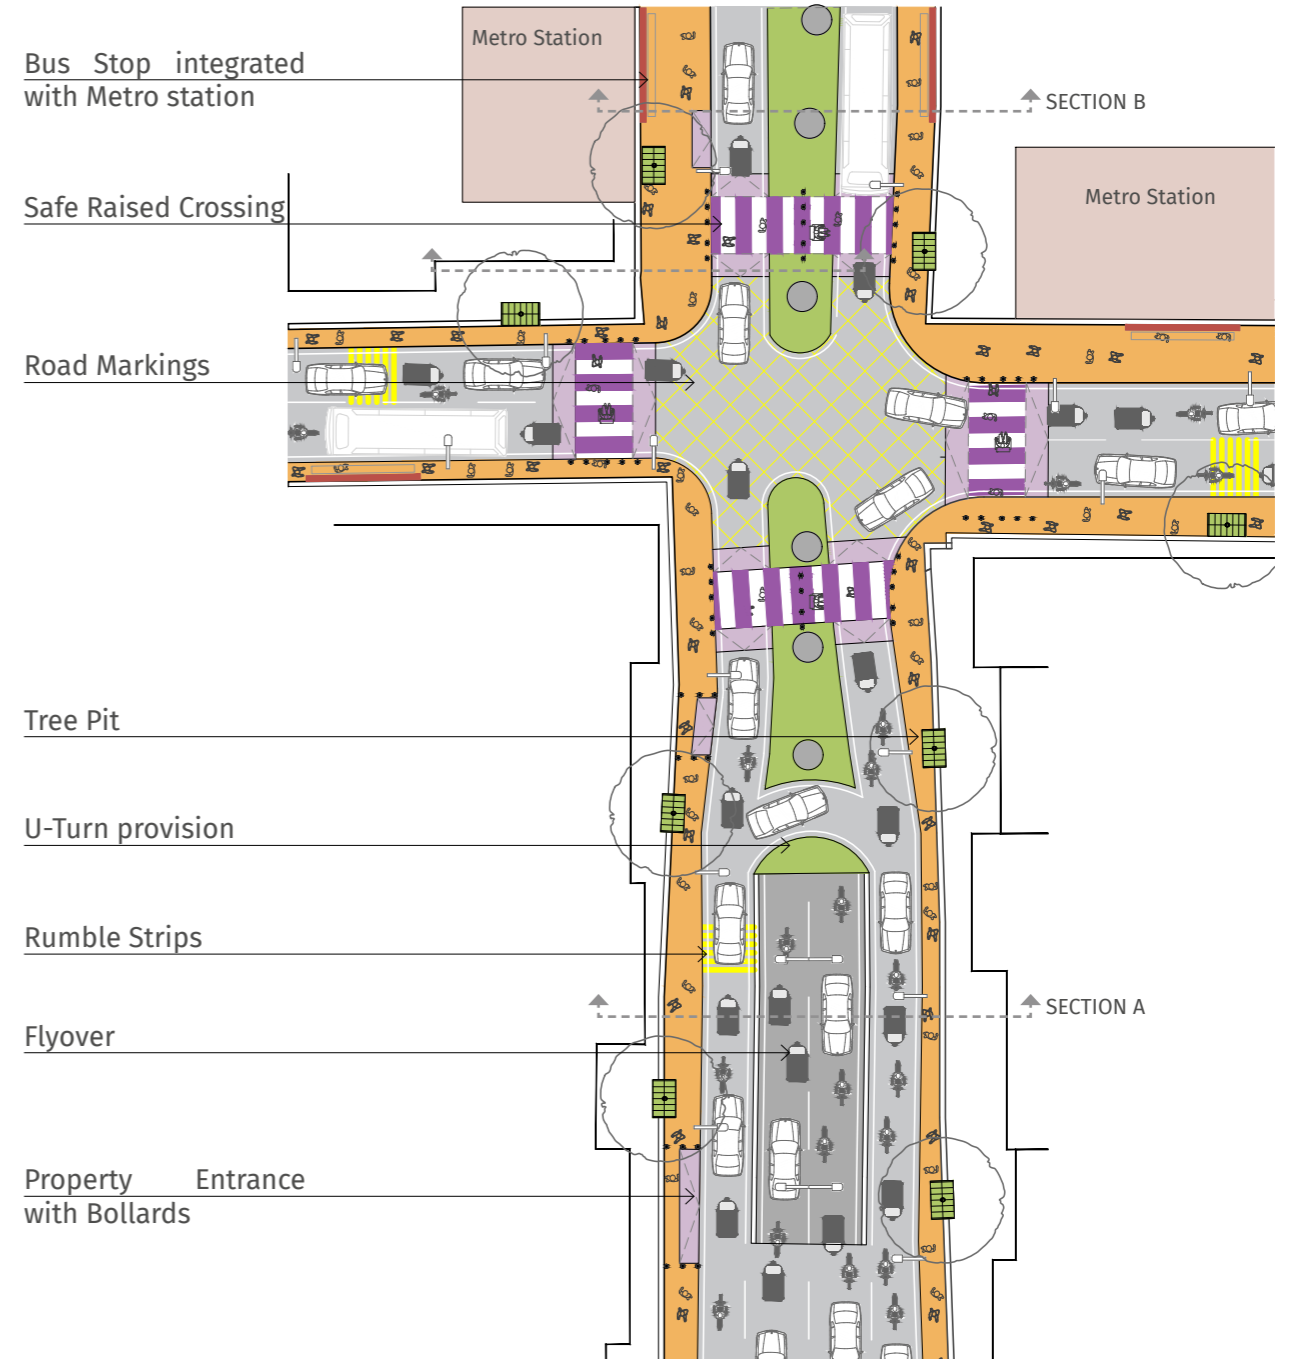 Metro Station
Bus Stop integrated
with Metro station
SECTION B
Metro Station
Safe Raised Crossing
Road Markings
Tree Pit
U-Turn provision
Rumble Strips
SECTION A
Flyover
Property Entrance
with Bollards